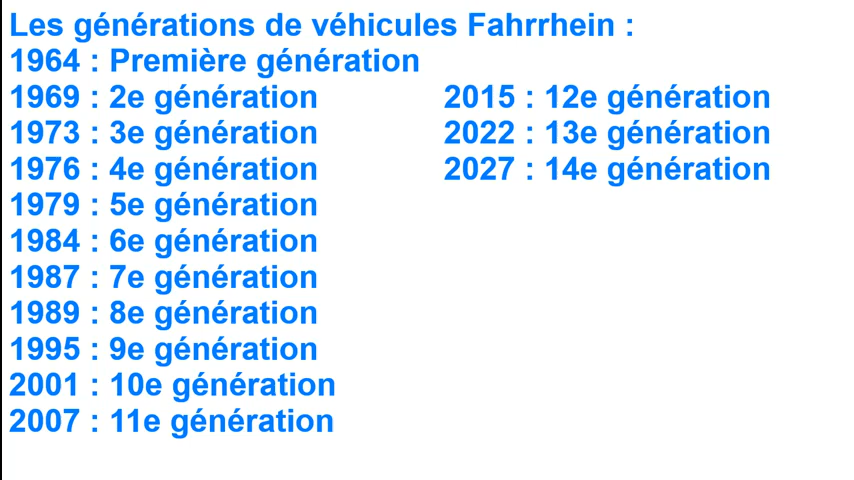 Les générations de véhicules Fahrrhein :
1964 : Première génération
1969 : 2e génération
1973 : 3e génération
1976 : 4e génération
1979 : 5e génération
1984 : 6e génération
1987 : 7e génération
1989 : 8e génération
1995 : 9e génération
2001 : 10e génération
2007 : 11e génération
2015 : 12e génération
2022 : 13e génération
2027 : 14e génération